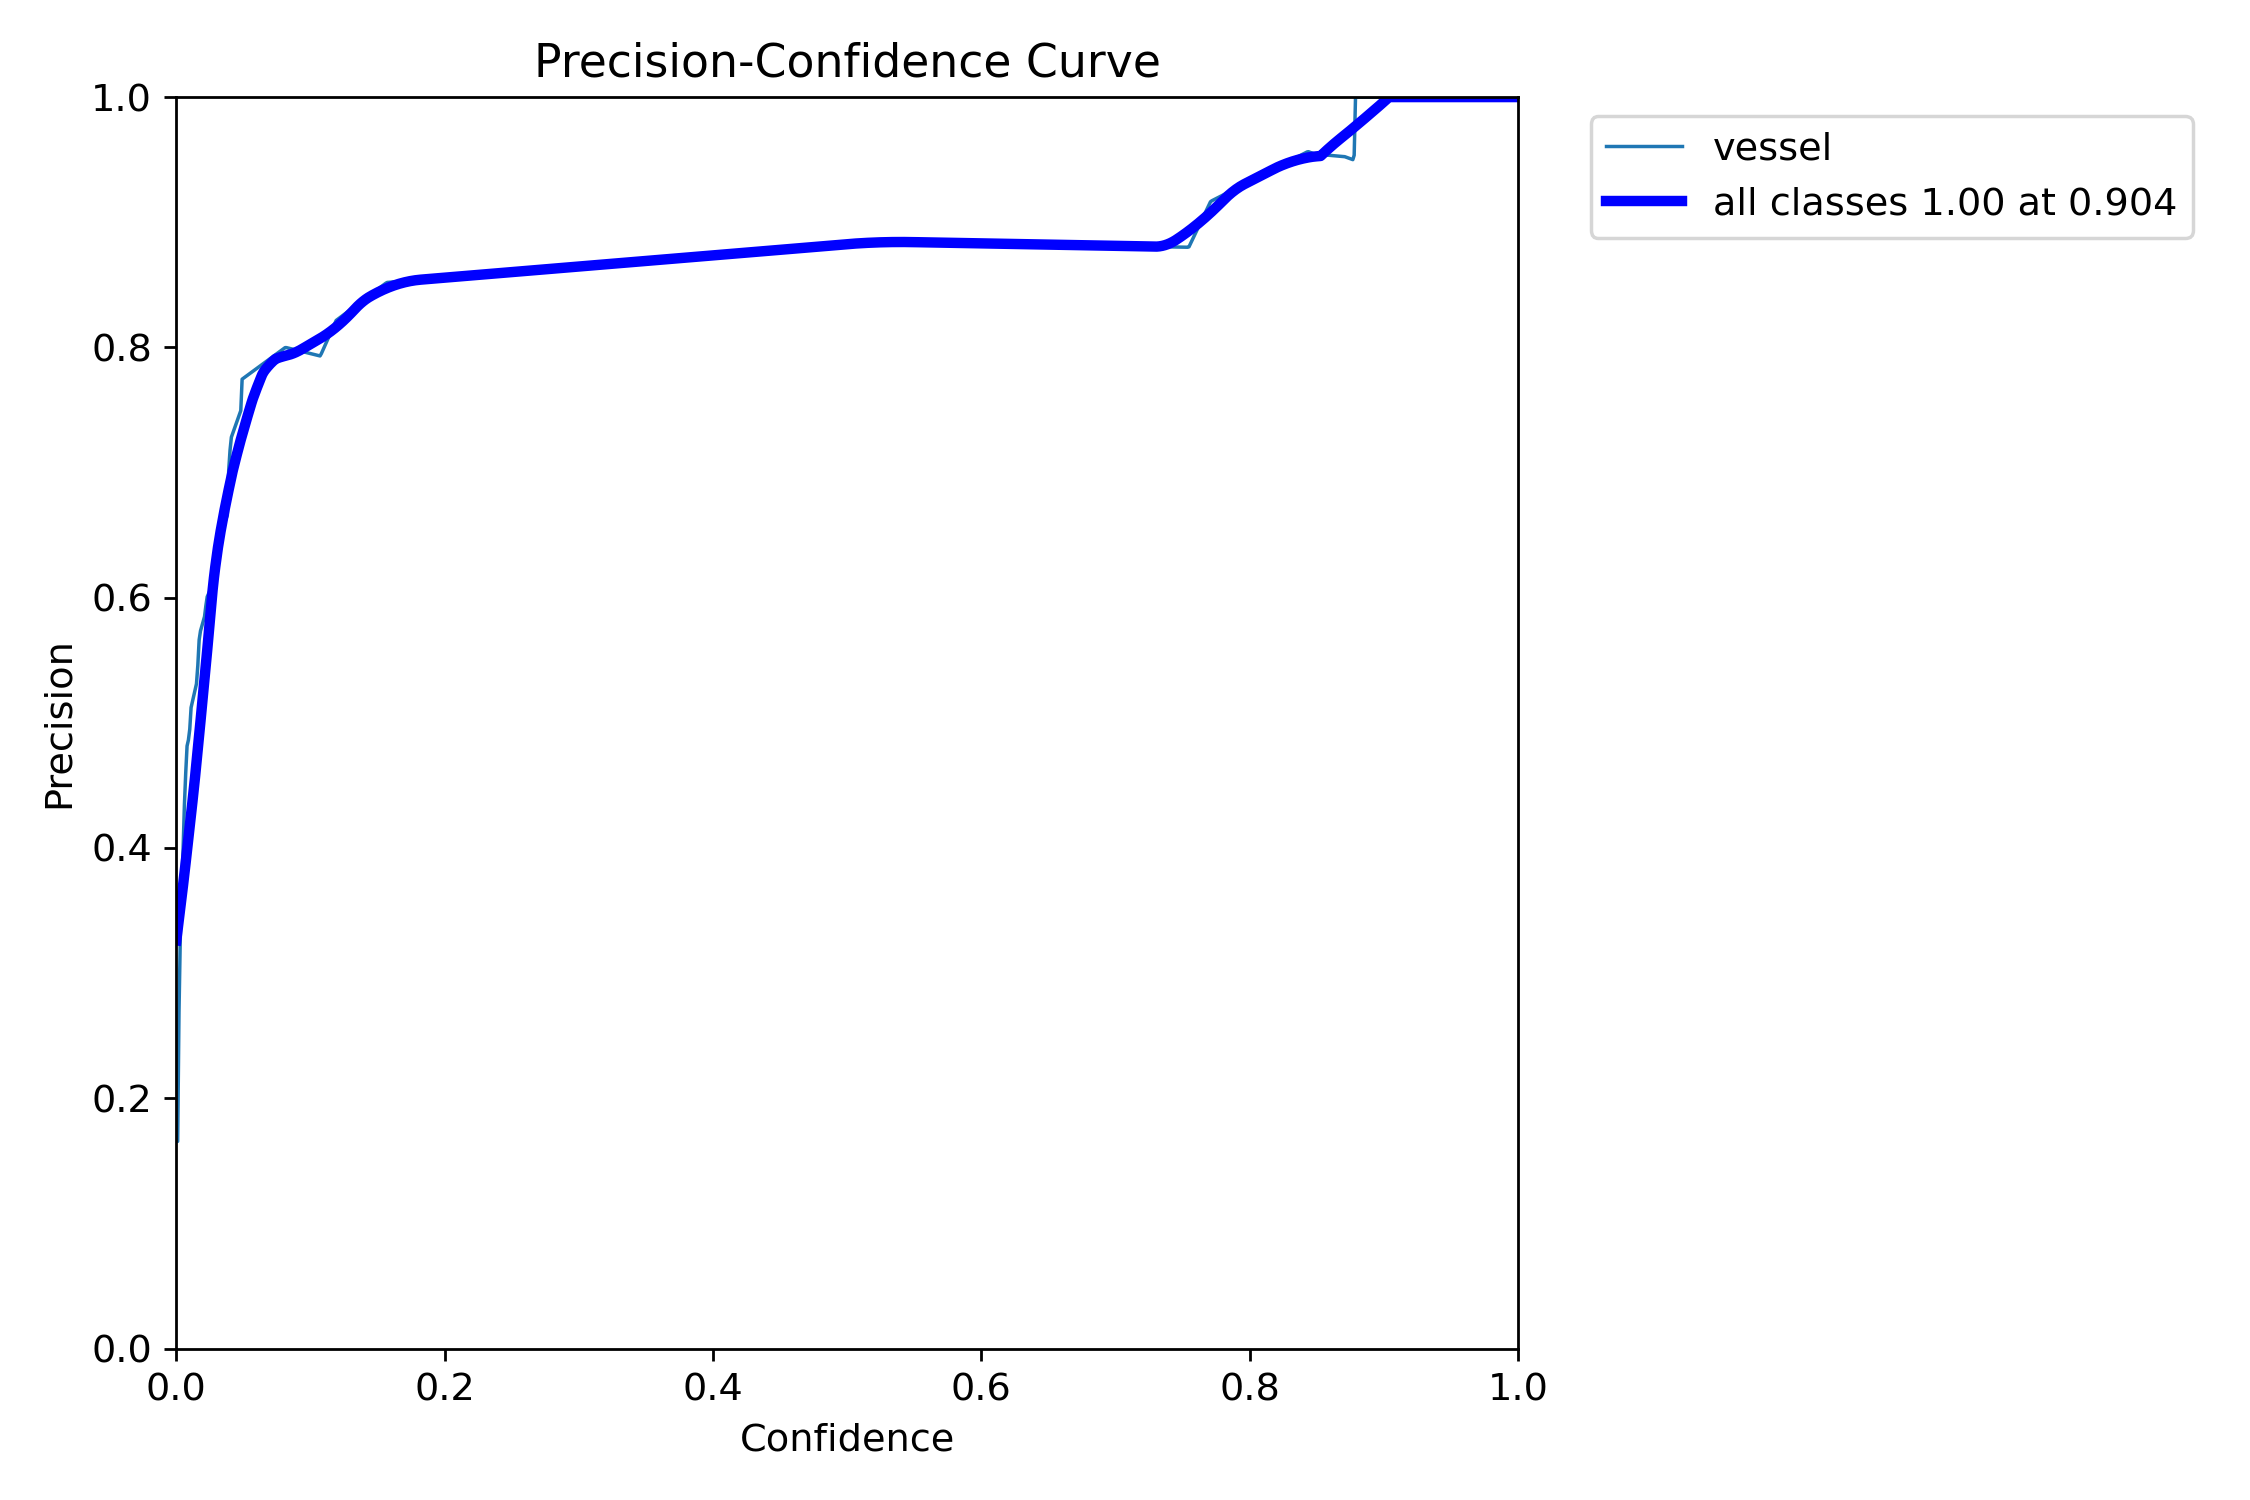 Precision-Confidence Curve
1.0
0.8
0.6
0.4
0.2
0.0
Precision
0.0 0.2 0.4 0.6 0.8 1.0
Confidence
vessel
all classes 1.00 at 0.904